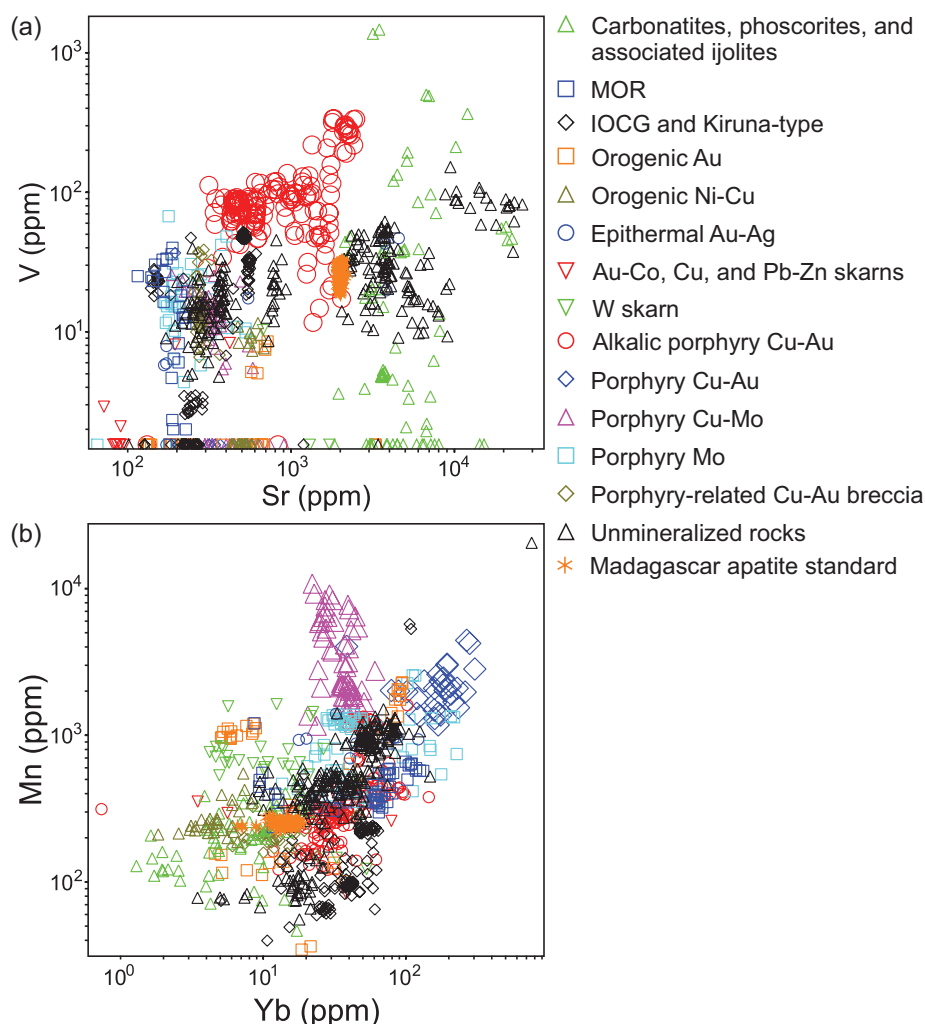 (a)
10³
10²
10¹
V (ppm)
10² 10³ 10⁴
Sr (ppm)
Carbonatites, phoscorites, and
associated ijolites
MOR
IOCG and Kiruna-type
Orogenic Au
Orogenic Ni-Cu
Epithermal Au-Ag
Au-Co, Cu, and Pb-Zn skarns
W skarn
Alkalic porphyry Cu-Au
Porphyry Cu-Au
Porphyry Cu-Mo
Porphyry Mo
Porphyry-related Cu-Au breccia
Unmineralized rocks
Madagascar apatite standard
(b)
10⁴
10³
10²
Mn (ppm)
10⁰ 10¹ 10² 10³
Yb (ppm)